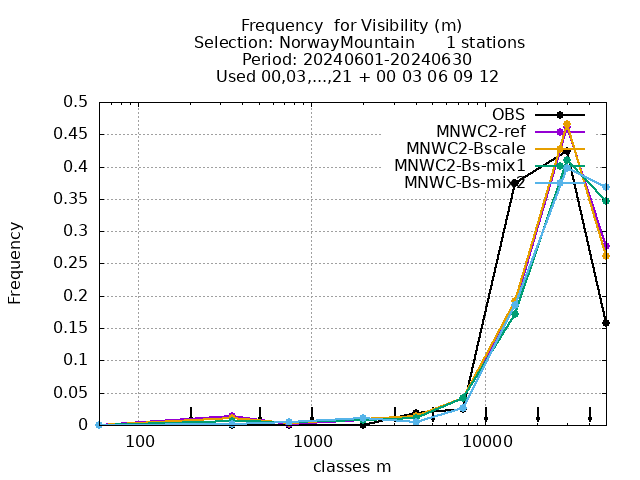 Frequency  for Visibility (m)
Selection: NorwayMountain      1 stations
Period: 20240601-20240630
Used 00,03,...,21 + 00 03 06 09 12
OBS
MNWC2-ref
MNWC2-Bscale
MNWC2-Bs-mix1
MNWC-Bs-mix2
0.5
0.45
0.4
0.35
0.3
0.25
0.2
0.15
0.1
0.05
0
Frequency
100
1000
10000
classes m